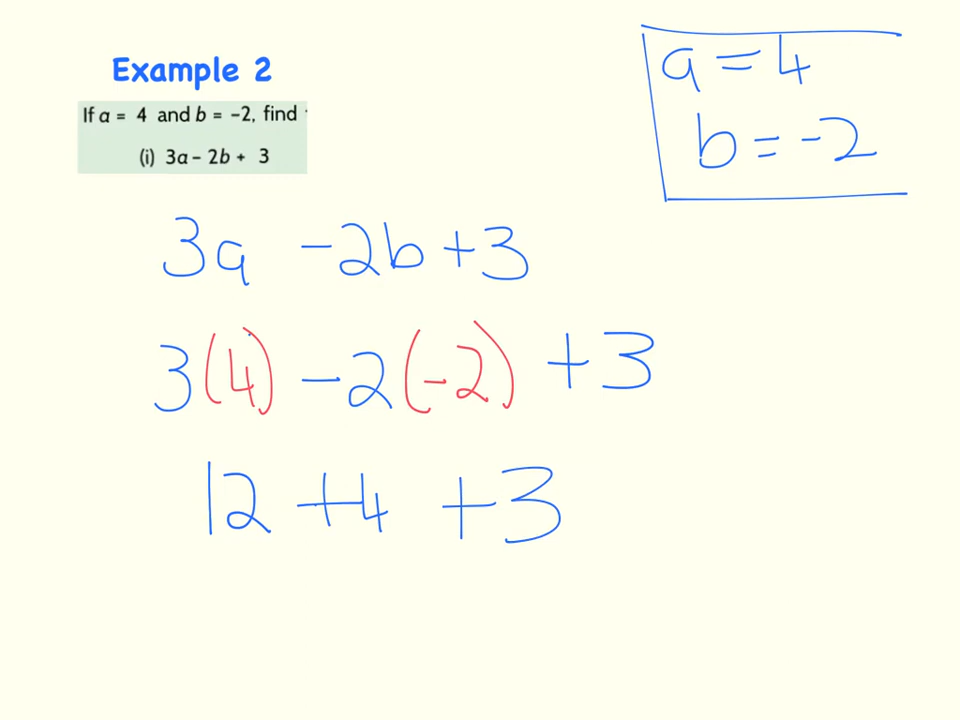 Example 2
If a = 4 and b = -2, find
(i) 3a - 2b + 3
a = 4
b = -2
3a - 2b + 3
3(4) - 2(-2) + 3
12 + 4 + 3